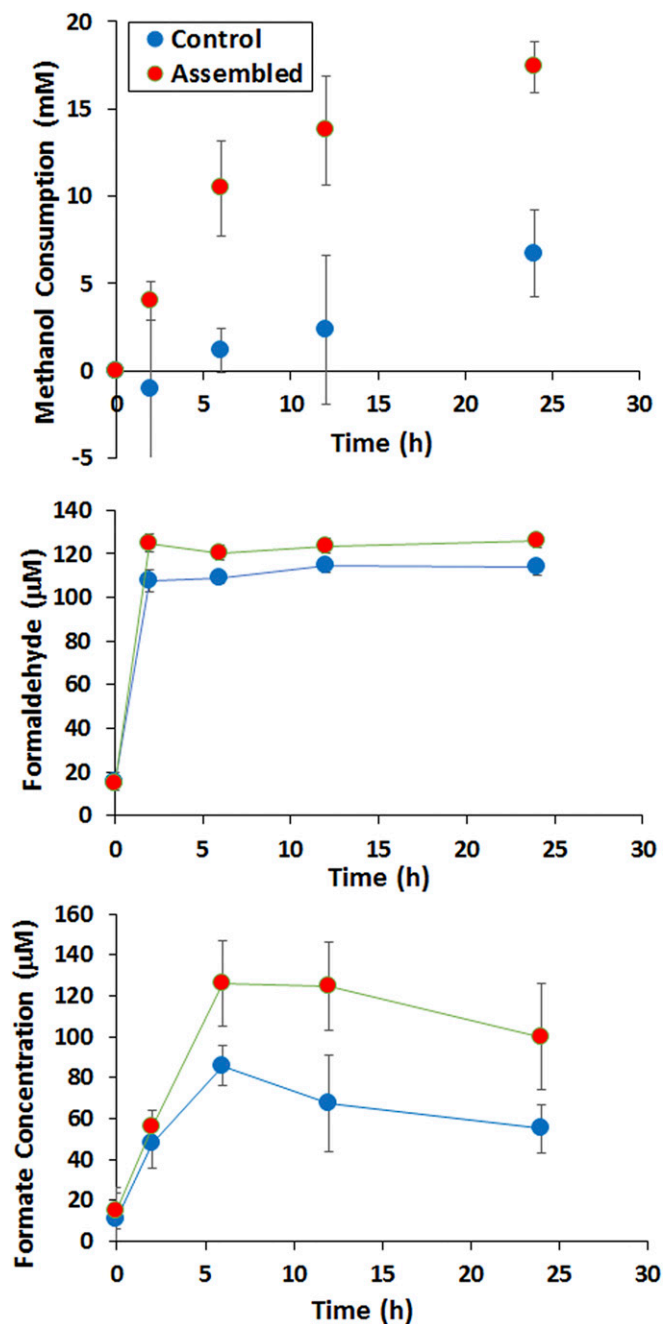 Control
Assembled
Methanol Consumption (mM)
20
15
10
5
0
-5
0 5 10 15 20 25 30
Time (h)
Formaldehyde (µM)
140
120
100
80
60
40
20
0
0 5 10 15 20 25 30
Time (h)
Formate Concentration (µM)
160
140
120
100
80
60
40
20
0
0 5 10 15 20 25 30
Time (h)